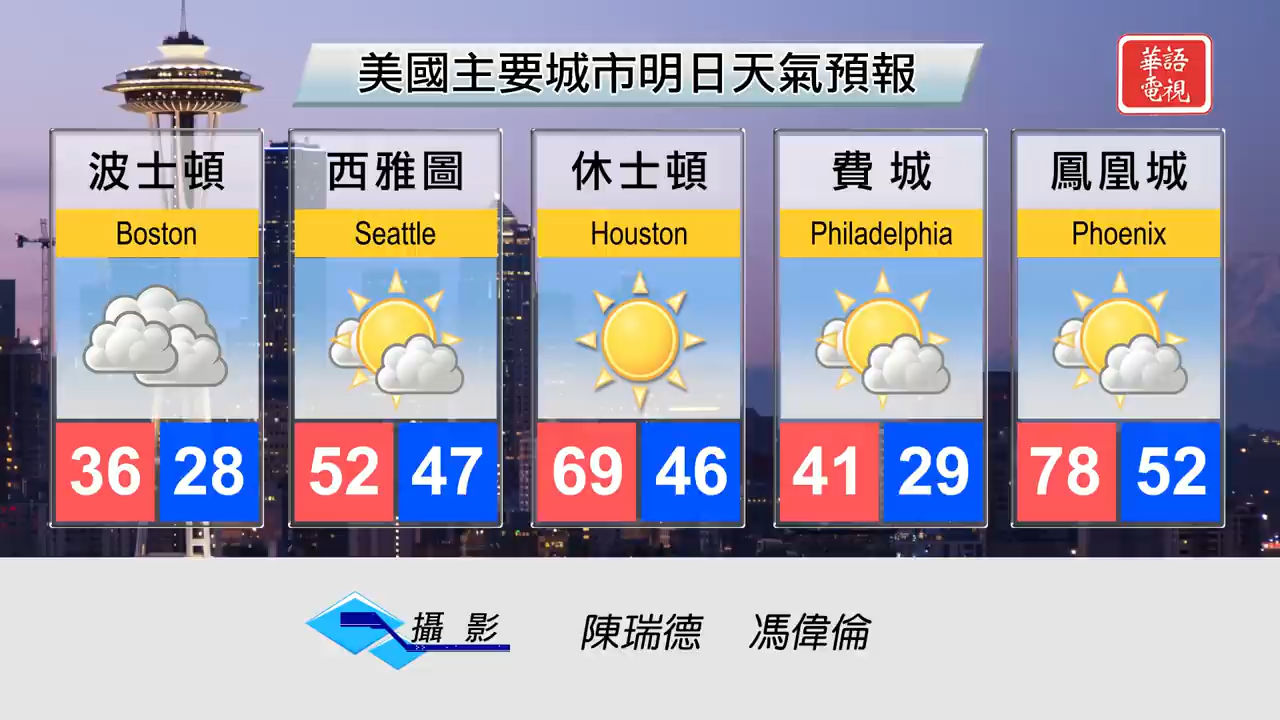 美國主要城市明日天氣預報
華語
電視
波士頓
Boston
36 28
西雅圖
Seattle
52 47
休士頓
Houston
69 46
費城
Philadelphia
41 29
鳳凰城
Phoenix
78 52
攝影 陳瑞德 馮偉倫